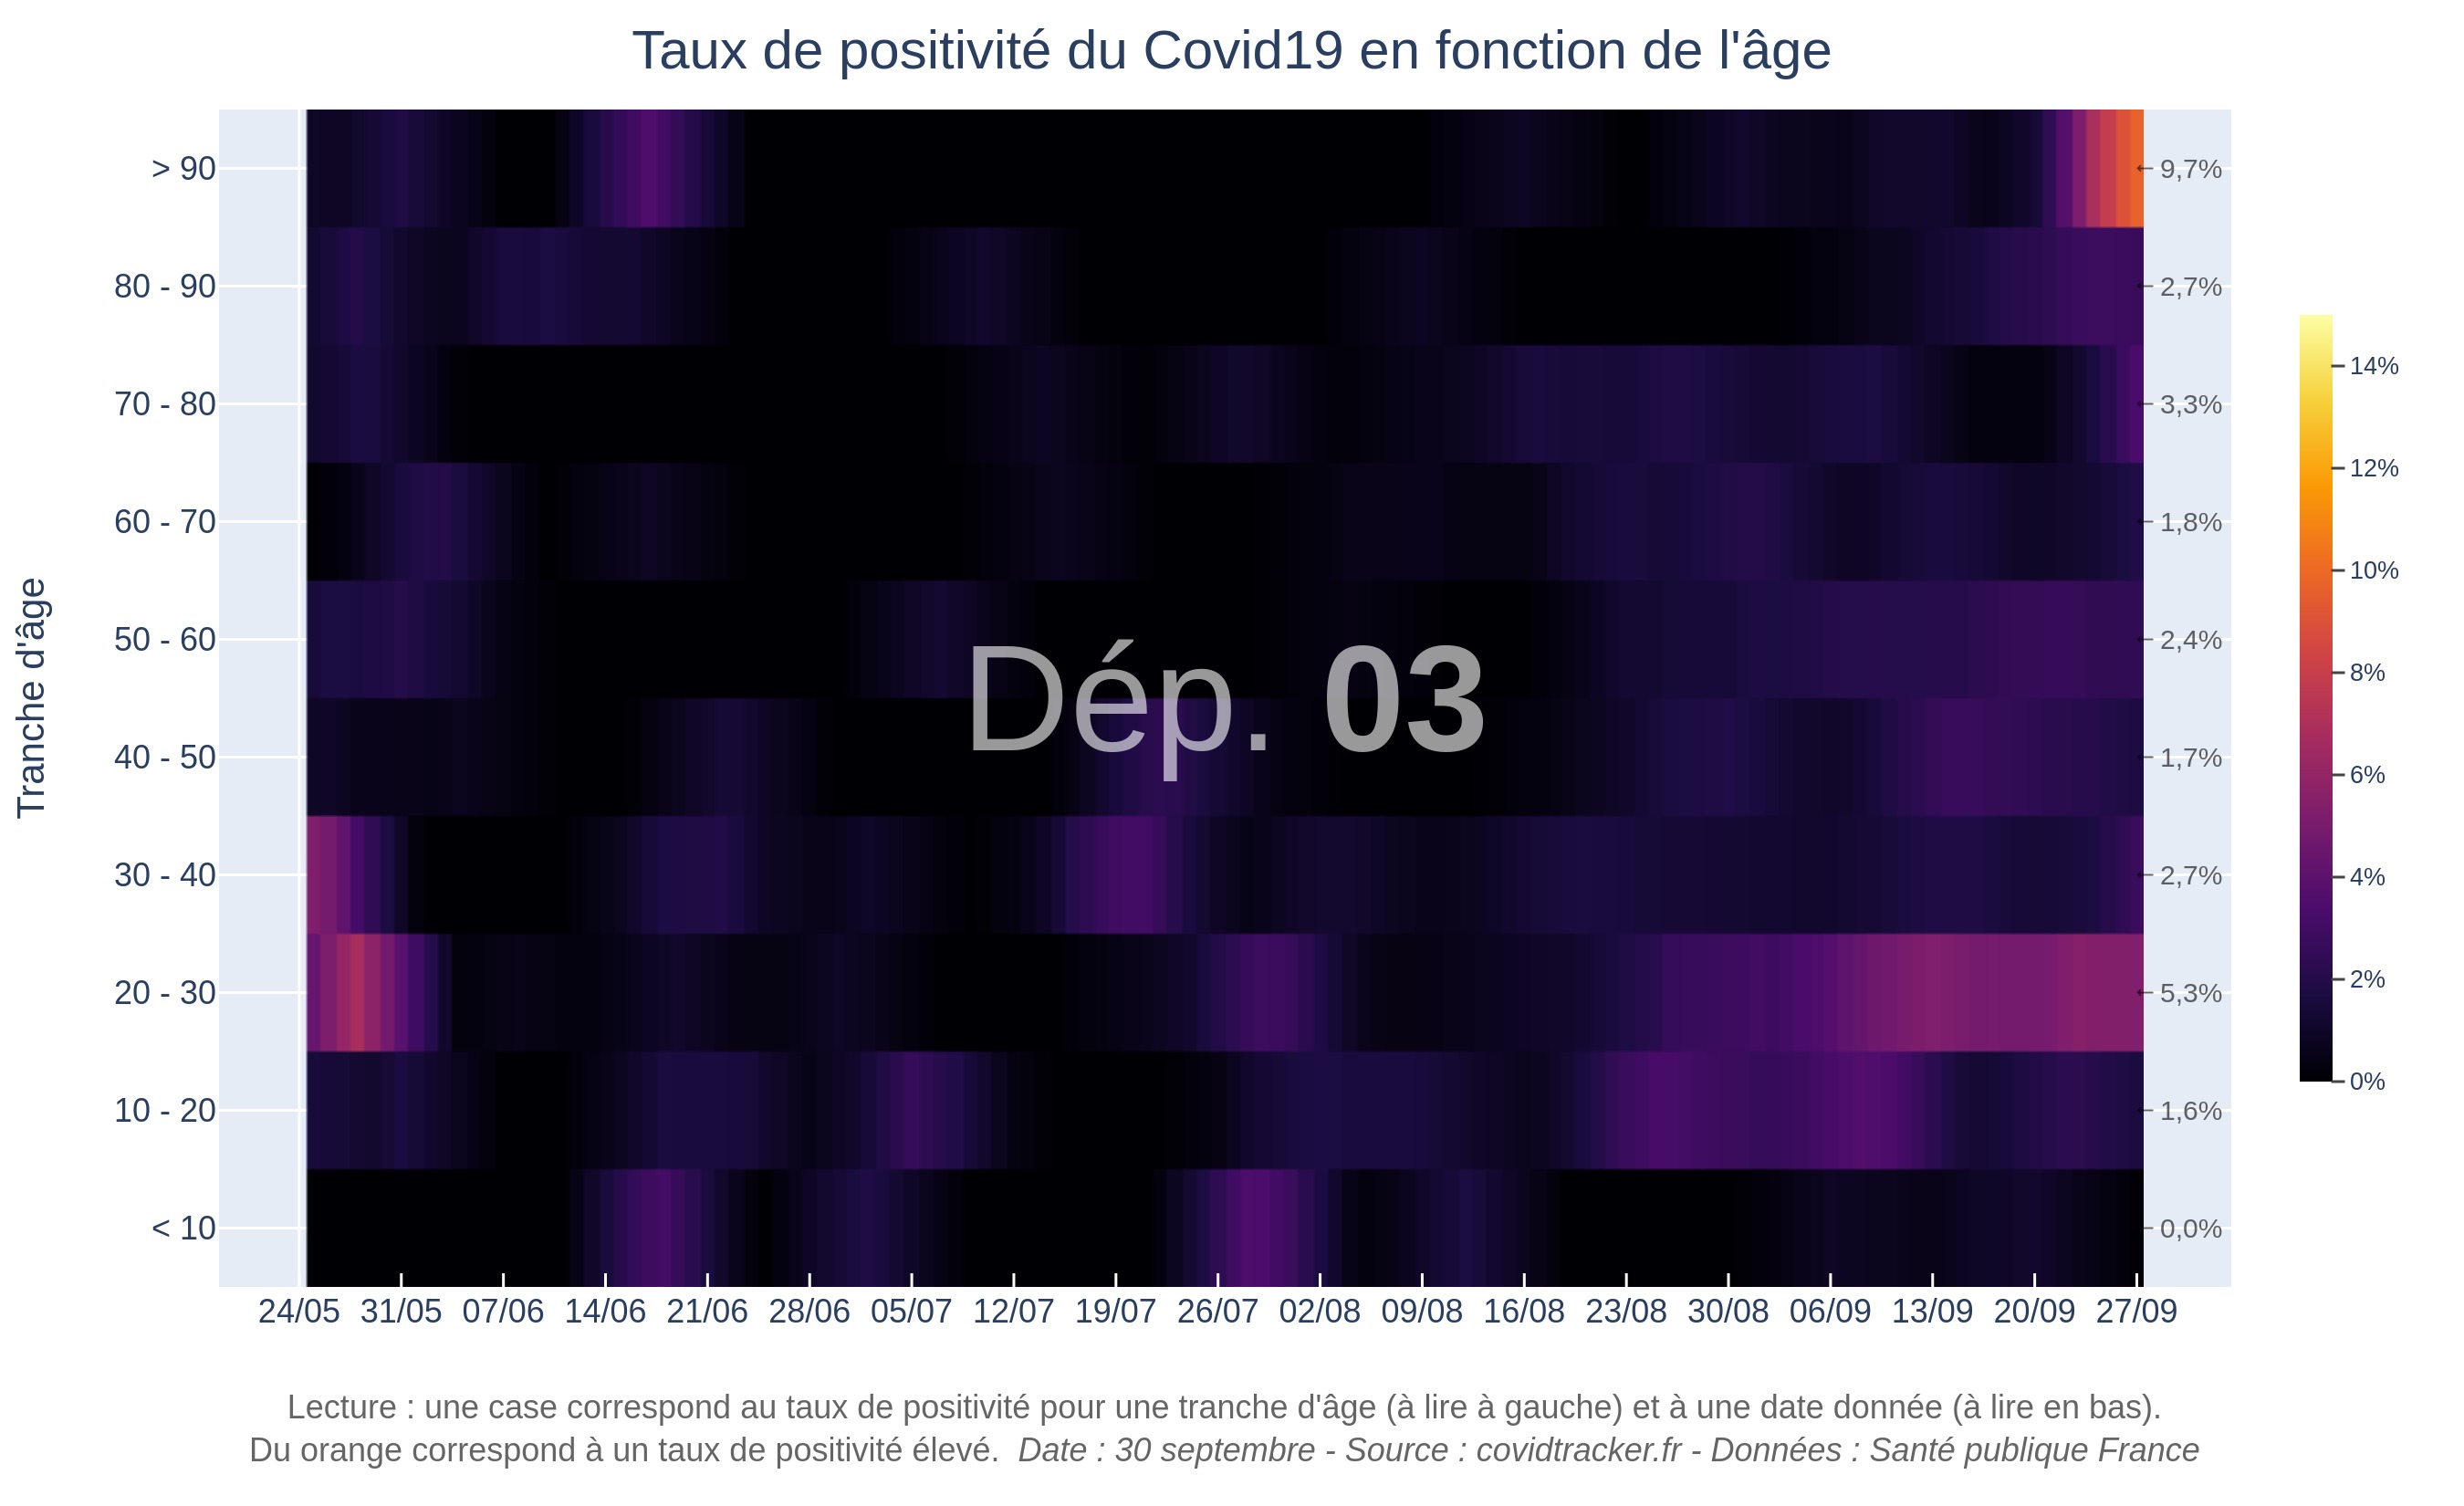 Taux de positivité du Covid19 en fonction de l'âge
Tranche d'âge
> 90
80 - 90
70 - 80
60 - 70
50 - 60
40 - 50
30 - 40
20 - 30
10 - 20
< 10
Dép. 03
9,7%
2,7%
3,3%
1,8%
2,4%
1,7%
2,7%
5,3%
1,6%
0,0%
14%
12%
10%
8%
6%
4%
2%
0%
24/05 31/05 07/06 14/06 21/06 28/06 05/07 12/07 19/07 26/07 02/08 09/08 16/08 23/08 30/08 06/09 13/09 20/09 27/09
Lecture : une case correspond au taux de positivité pour une tranche d'âge (à lire à gauche) et à une date donnée (à lire en bas).
Du orange correspond à un taux de positivité élevé. Date : 30 septembre - Source : covidtracker.fr - Données : Santé publique France